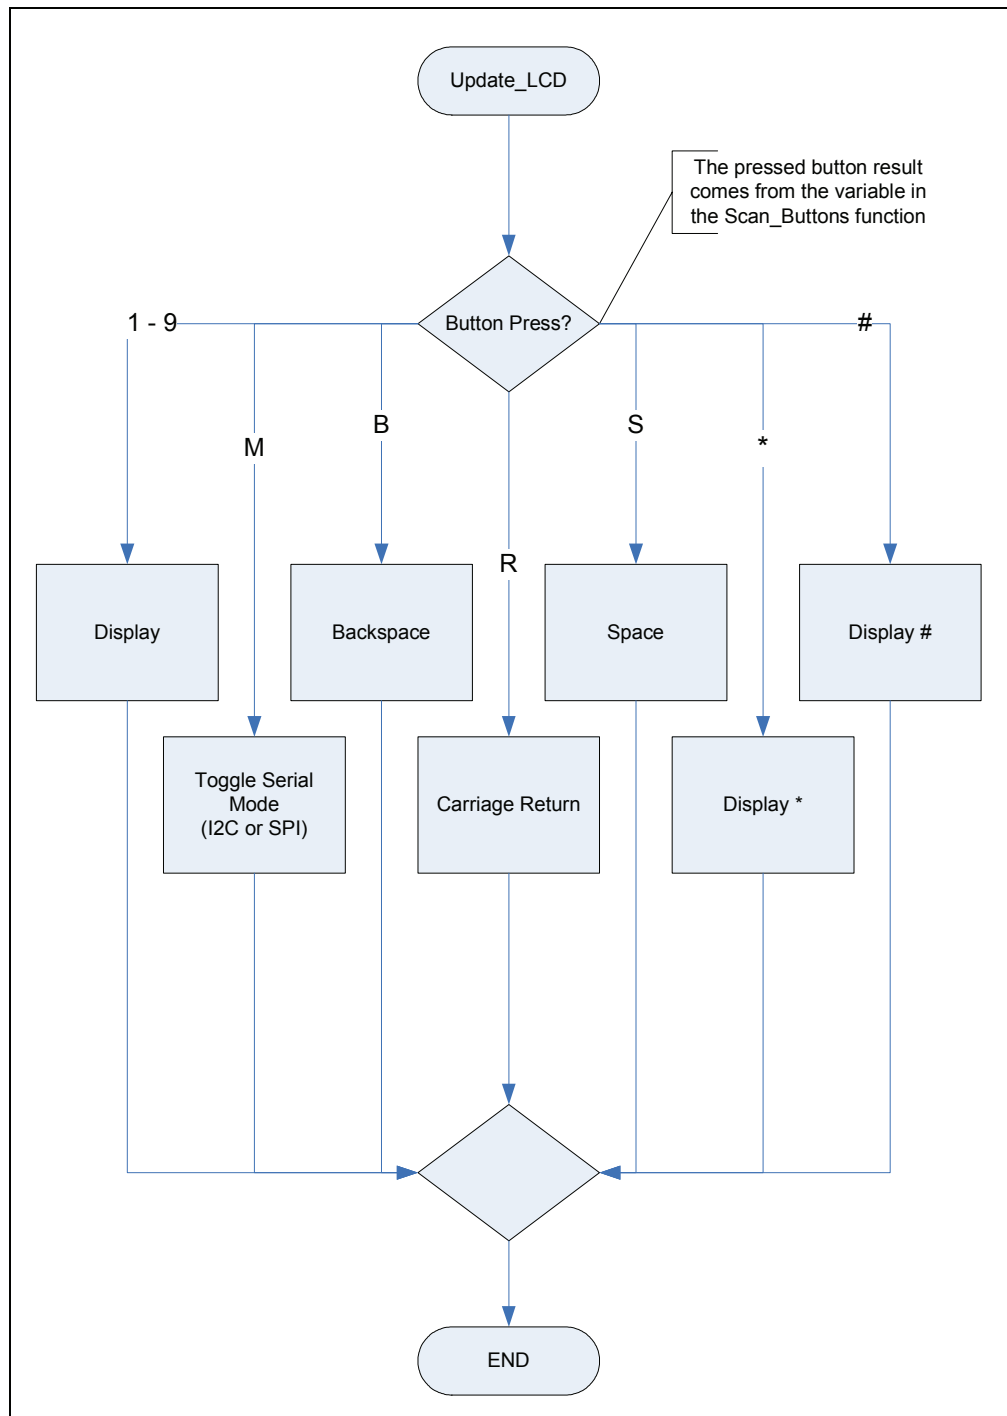 Update_LCD
The pressed button result
comes from the variable in
the Scan_Buttons function
Button Press?
1 - 9
#
M
B
S
*
R
Display
Backspace
Space
Display #
Toggle Serial
Mode
(I2C or SPI)
Carriage Return
Display *
END